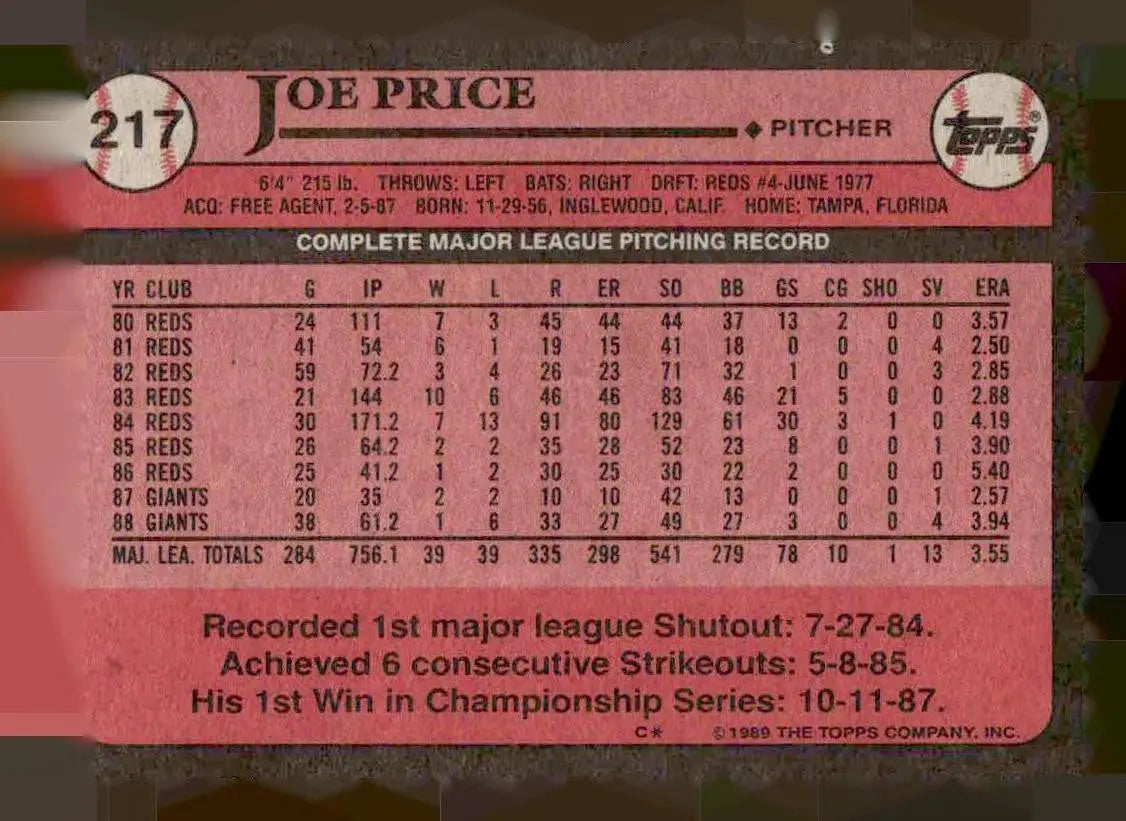 217
JOE PRICE
PITCHER
Topps®
6'4" 215 lb. THROWS: LEFT BATS: RIGHT DRFT: REDS #4-JUNE 1977
ACQ: FREE AGENT, 2-5-87 BORN: 11-29-56, INGLEWOOD, CALIF. HOME: TAMPA, FLORIDA
COMPLETE MAJOR LEAGUE PITCHING RECORD
YR CLUB G IP W L R ER SO BB GS CG SHO SV ERA
80 REDS 24 111 7 3 45 44 44 37 13 2 0 0 3.57
81 REDS 41 54 6 1 19 15 41 18 0 0 0 4 2.50
82 REDS 59 72.2 3 4 26 23 71 32 1 0 0 3 2.85
83 REDS 21 144 10 6 46 46 83 46 21 5 0 0 2.88
84 REDS 30 171.2 7 13 91 80 129 61 30 3 1 0 4.19
85 REDS 26 64.2 2 2 35 28 52 23 8 0 0 1 3.90
86 REDS 25 41.2 1 2 30 25 30 22 2 0 0 0 5.40
87 GIANTS 20 35 2 2 10 10 42 13 0 0 0 1 2.57
88 GIANTS 38 61.2 1 6 33 27 49 27 3 0 0 4 3.94
MAJ. LEA. TOTALS 284 756.1 39 39 335 298 541 279 78 10 1 13 3.55
Recorded 1st major league Shutout: 7-27-84.
Achieved 6 consecutive Strikeouts: 5-8-85.
His 1st Win in Championship Series: 10-11-87.
C* © 1989 THE TOPPS COMPANY, INC.